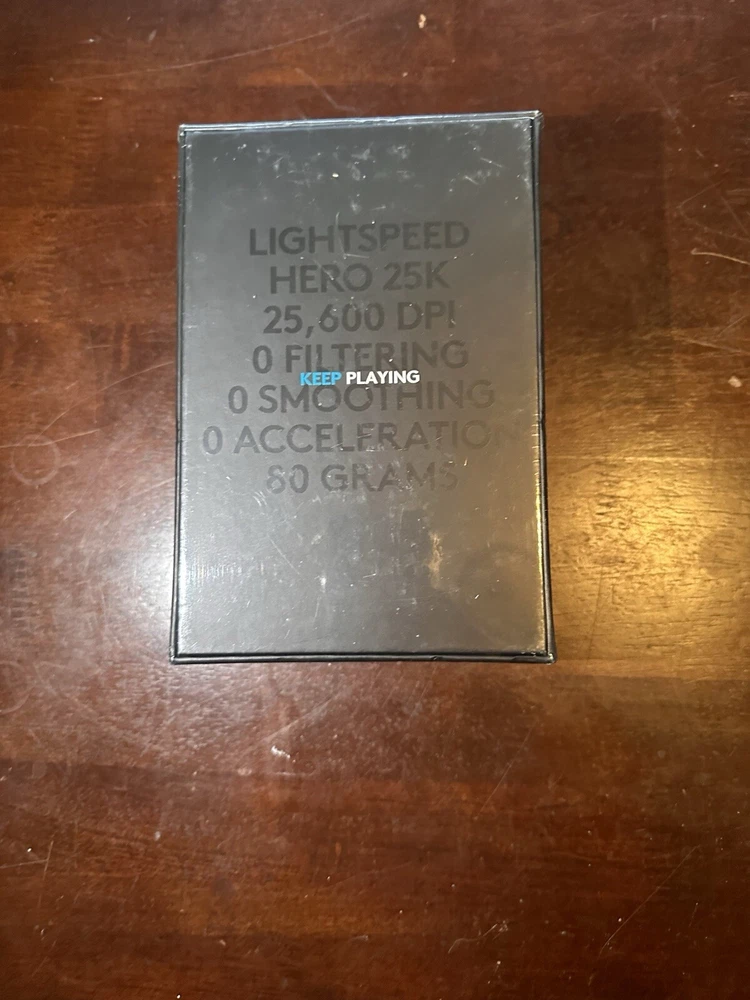 LIGHTSPEED
HERO 25K
25,600 DPI
0 FILTERING
KEEP PLAYING
0 SMOOTHING
0 ACCELERATION
80 GRAMS